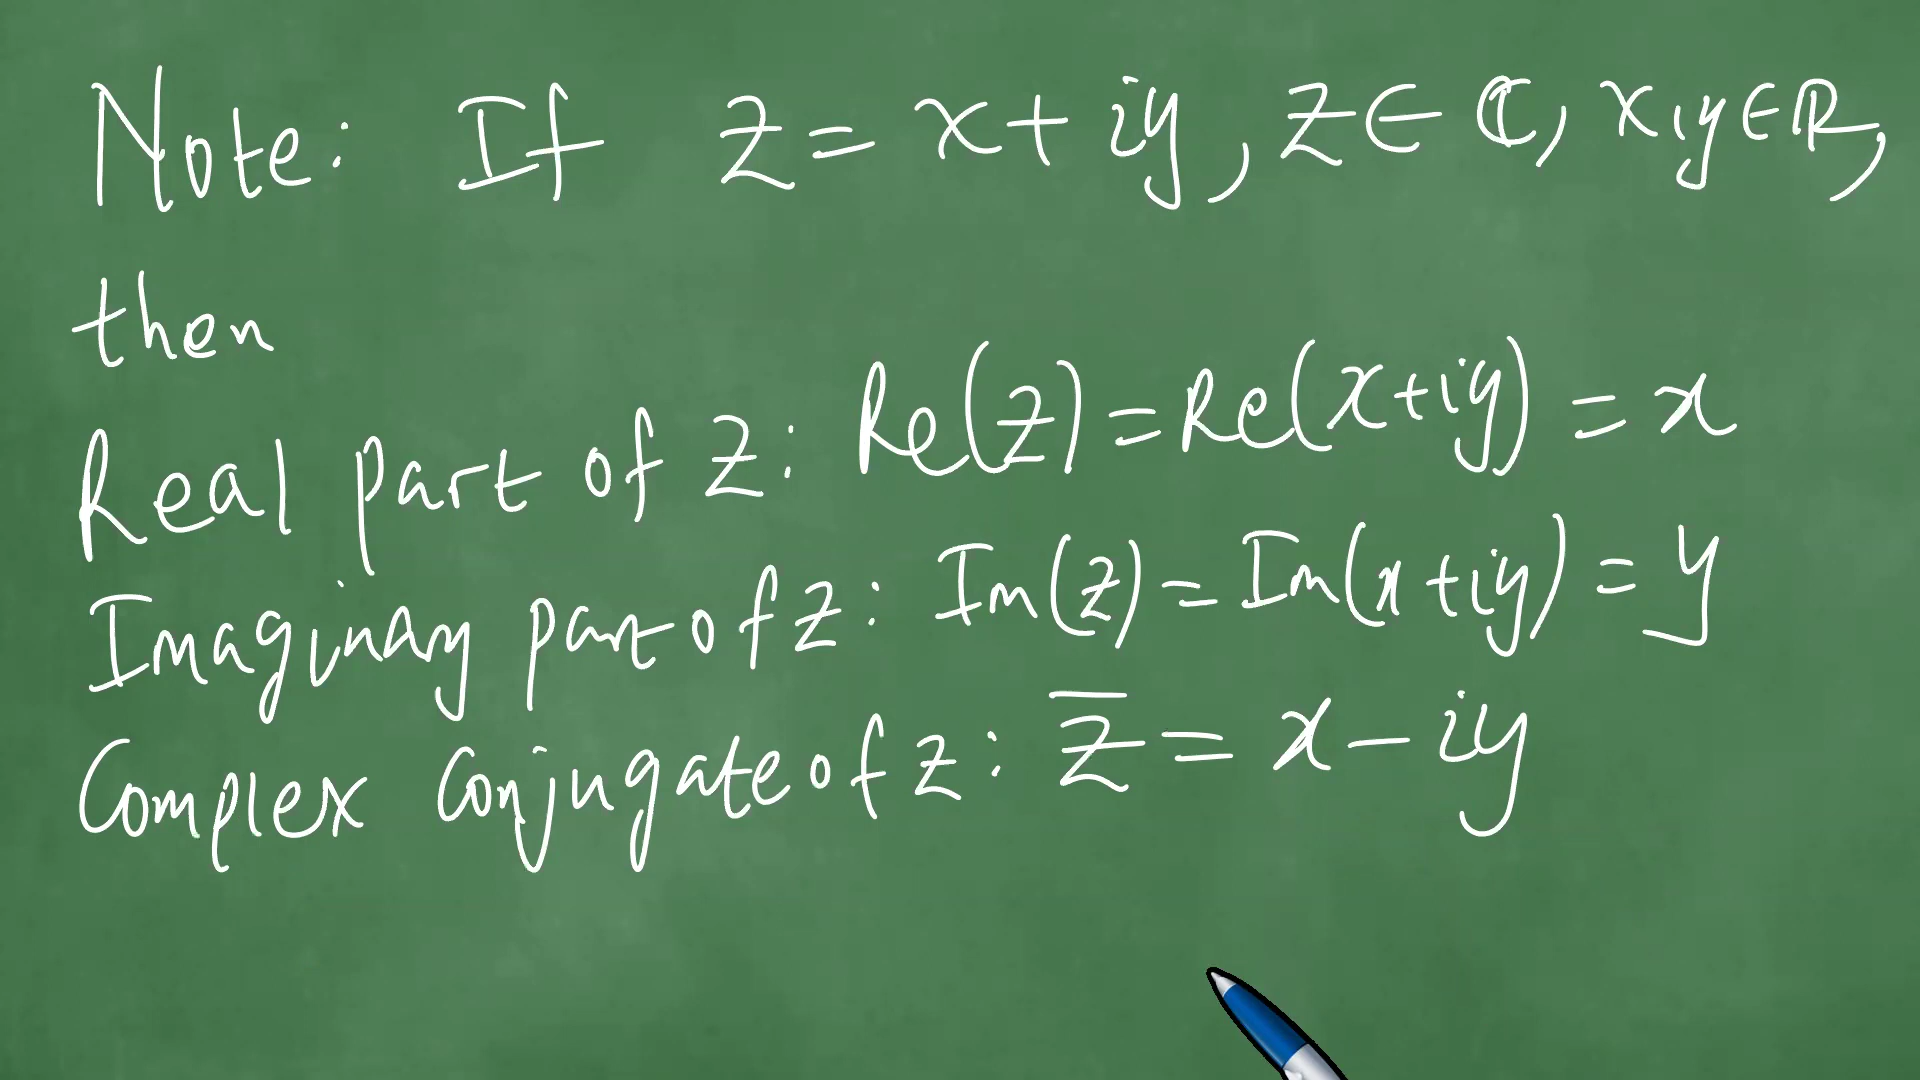 Note: If z = x + iy, z ∈ ℂ, x, y ∈ ℝ,
then
Real part of z: Re(z) = Re(x+iy) = x
Imaginary part of z: Im(z) = Im(x+iy) = y
Complex Conjugate of z: z̅ = x - iy